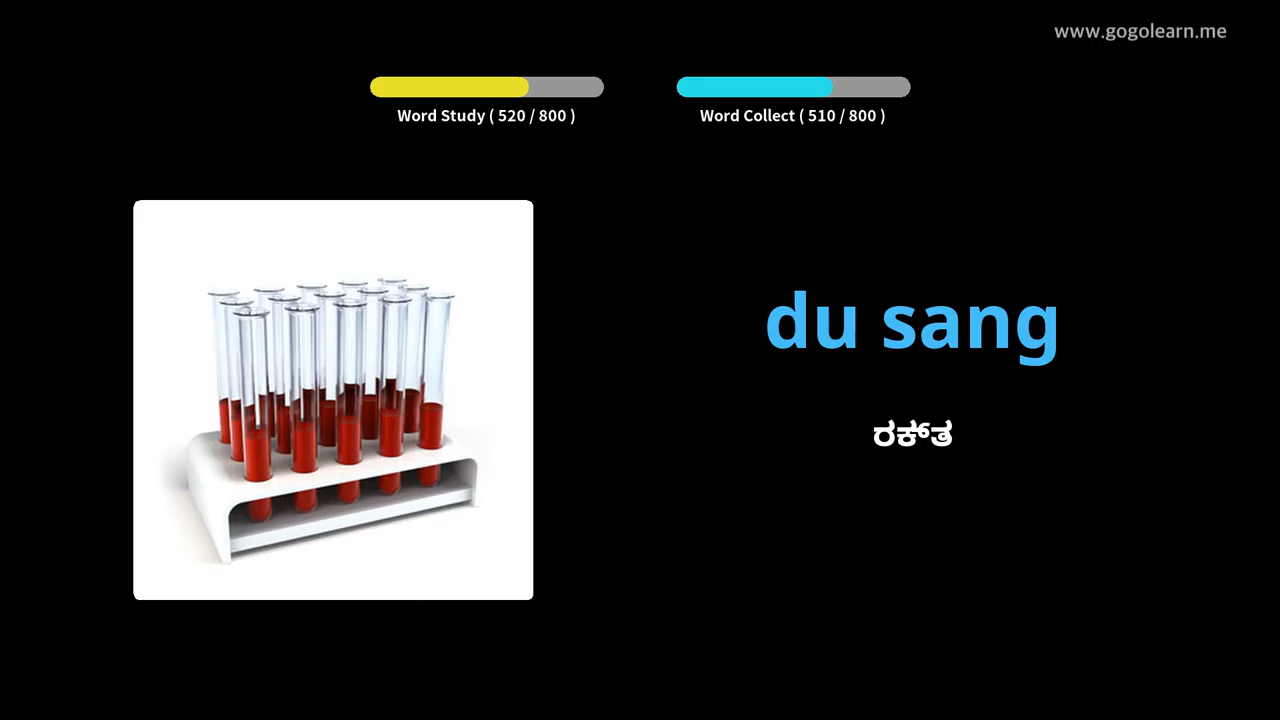 www.gogolearn.me
Word Study ( 520 / 800 )
Word Collect ( 510 / 800 )
du sang
ರಕ್ತ